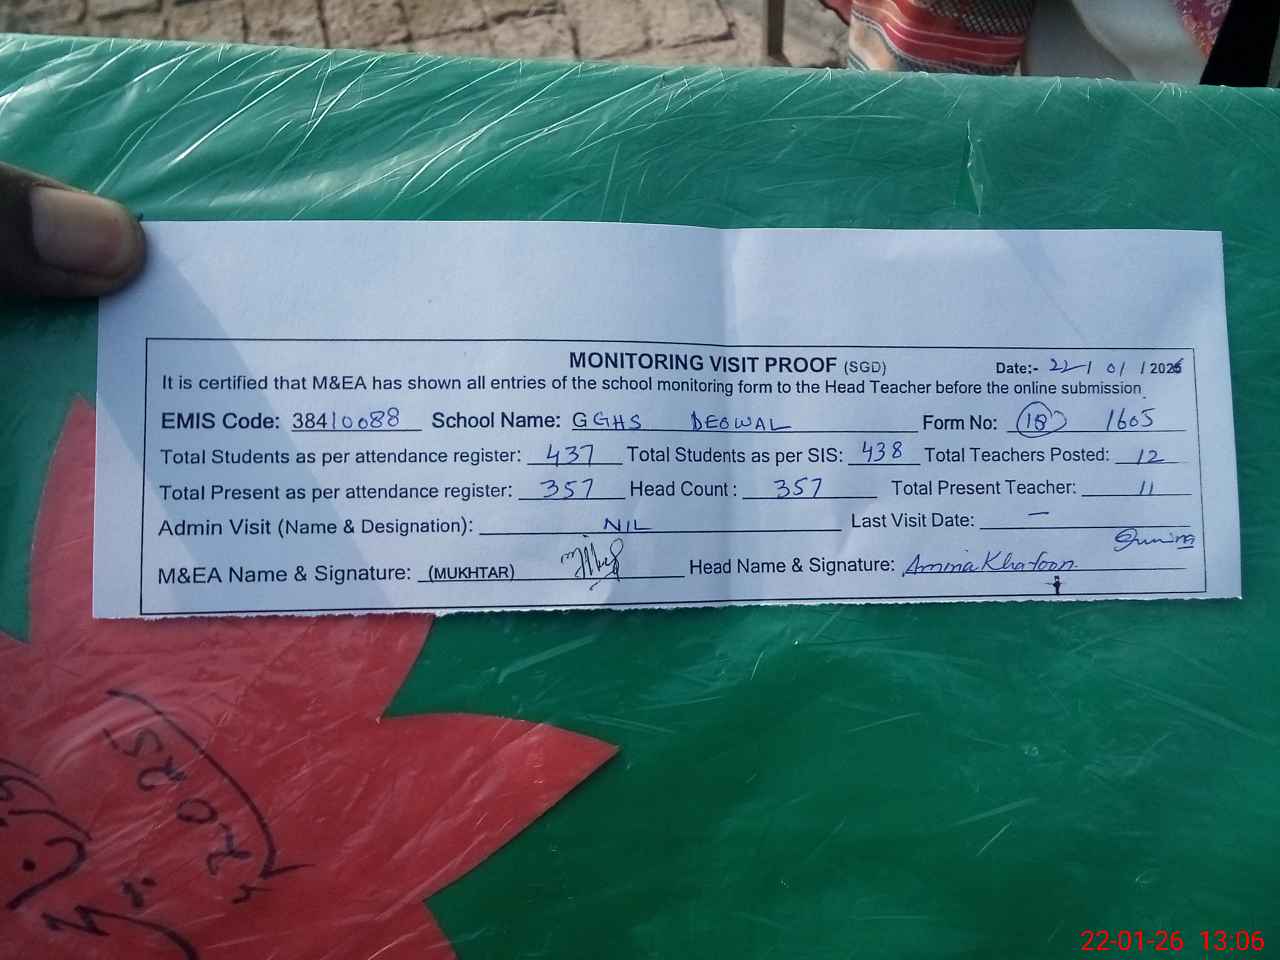 MONITORING VISIT PROOF (SGD) Date:- 22/01/2026
It is certified that M&EA has shown all entries of the school monitoring form to the Head Teacher before the online submission.
EMIS Code: 38410088 School Name: GGHS DEOWAL Form No: 18 1605
Total Students as per attendance register: 437 Total Students as per SIS: 438 Total Teachers Posted: 12
Total Present as per attendance register: 357 Head Count : 357 Total Present Teacher: 11
Admin Visit (Name & Designation): NIL Last Visit Date: —
M&EA Name & Signature: (MUKHTAR) Head Name & Signature: Amina Khatoon
22-01-26 13:06